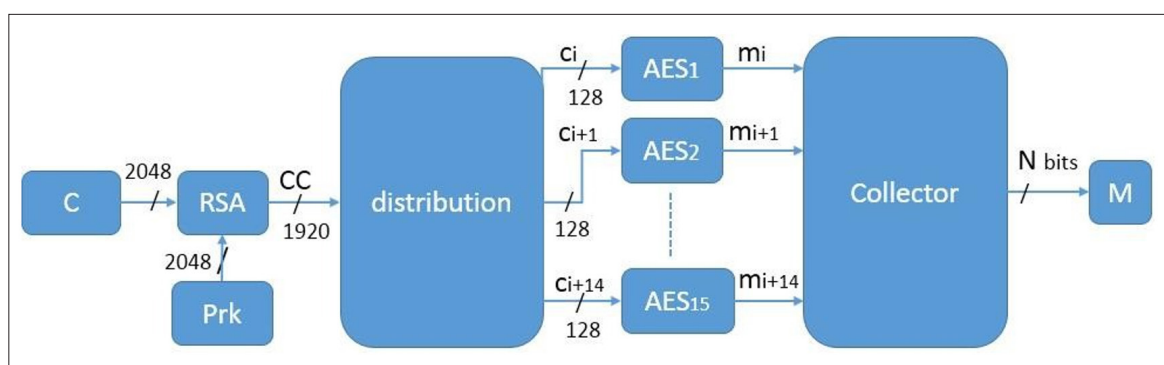 C
2048
RSA
CC
1920
2048
Prk
distribution
ci
128
AES1
mi
ci+1
128
AES2
mi+1
ci+14
128
AES15
mi+14
Collector
N bits
M